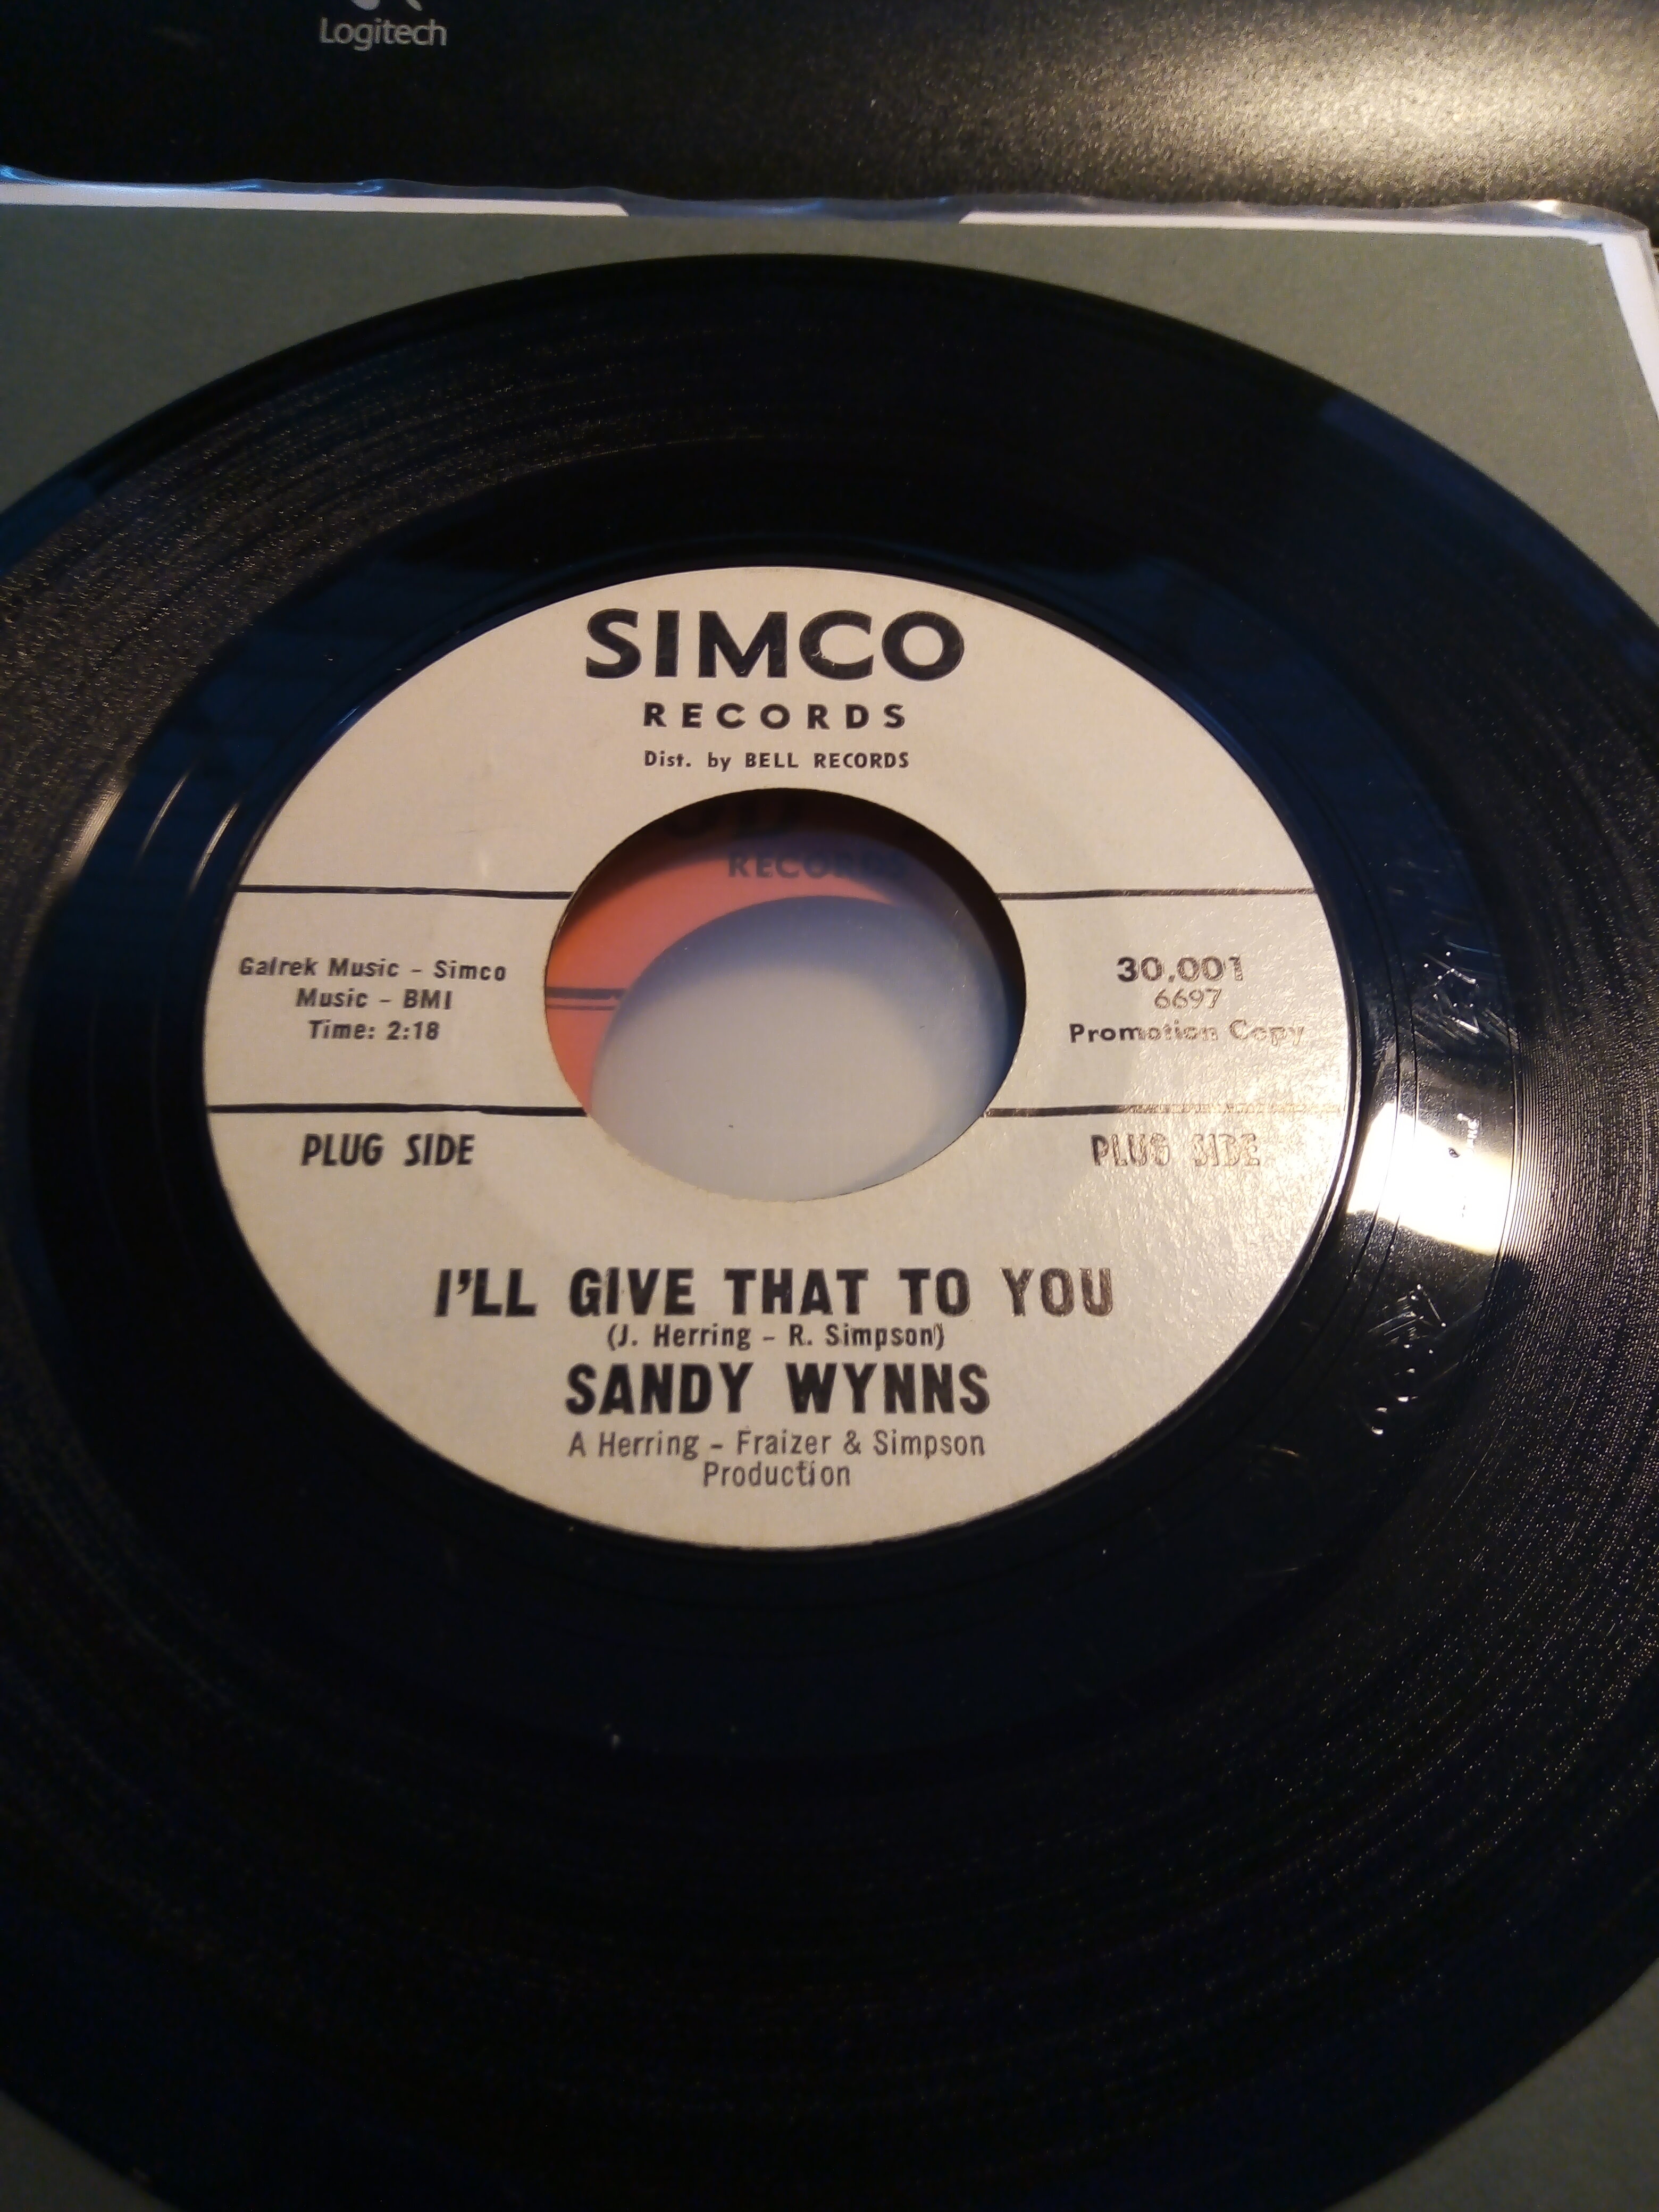 Logitech
SIMCO
RECORDS
Dist. by BELL RECORDS
RECORDS
Galrek Music - Simco
Music - BMI
Time: 2:18
30.001
6697
Promotion Copy
PLUG SIDE
PLUG SIDE
I'LL GIVE THAT TO YOU
(J. Herring - R. Simpson)
SANDY WYNNS
A Herring - Fraizer & Simpson
Production